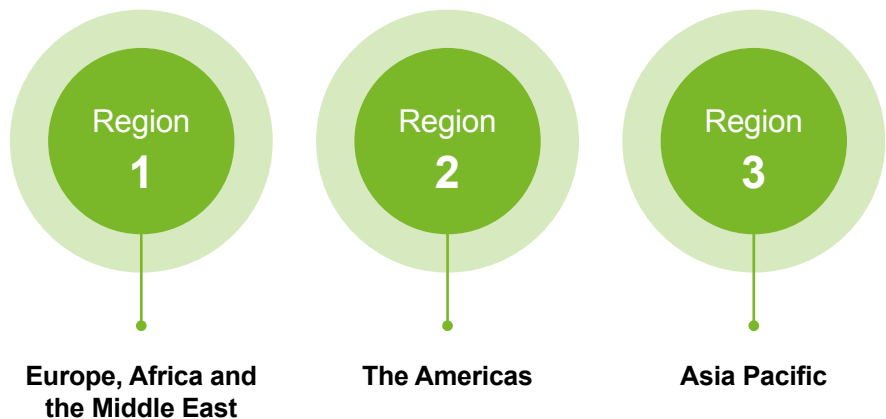 Region
1
Region
2
Region
3
Europe, Africa and
the Middle East
The Americas
Asia Pacific